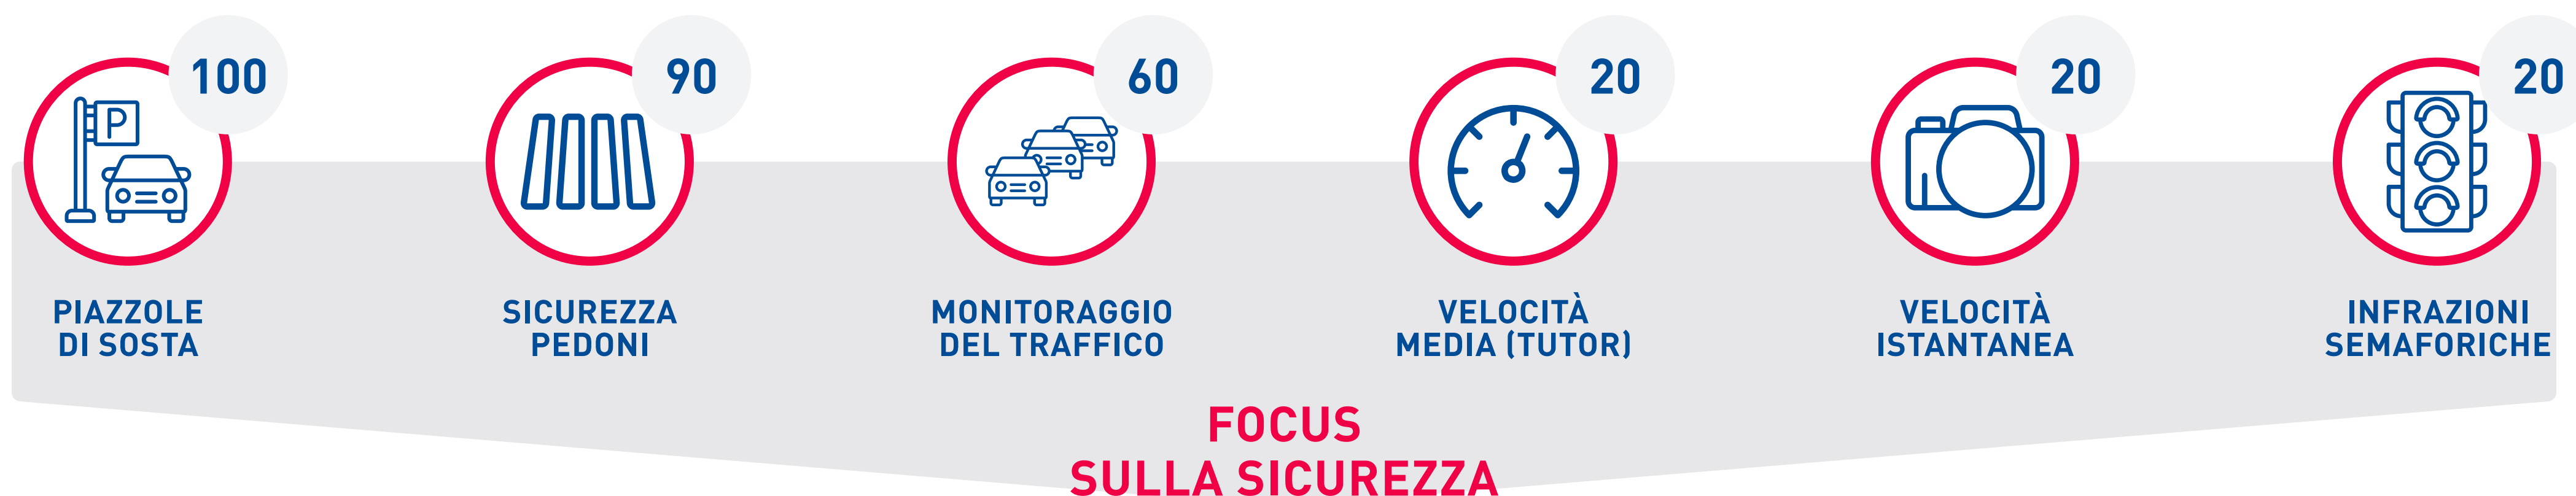 100
90
60
20
20
20
P
PIAZZOLE
DI SOSTA
SICUREZZA
PEDONI
MONITORAGGIO
DEL TRAFFICO
VELOCITÀ
MEDIA (TUTOR)
VELOCITÀ
ISTANTANEA
INFRAZIONI
SEMAFORICHE
FOCUS
SULLA SICUREZZA